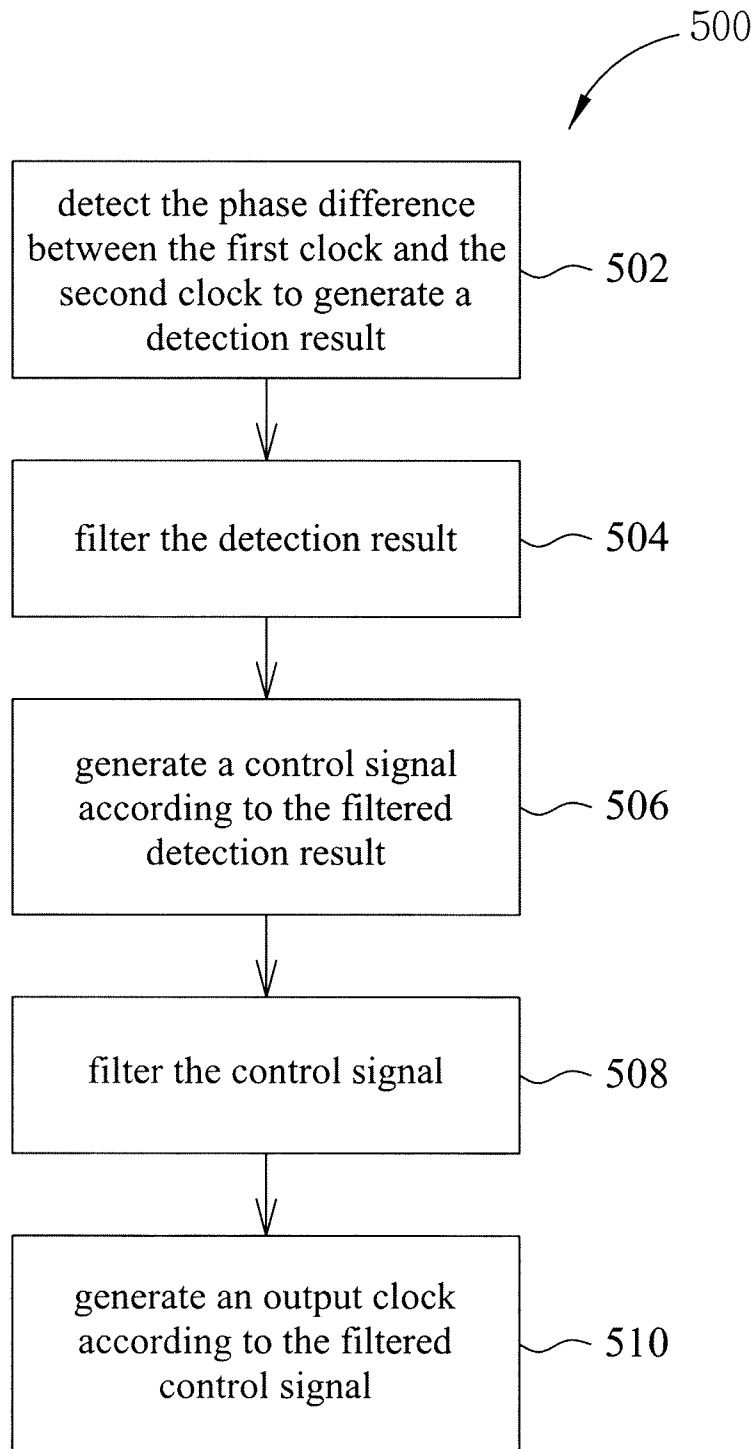 500
detect the phase difference
between the first clock and the
second clock to generate a
detection result
502
filter the detection result
504
generate a control signal
according to the filtered
detection result
506
filter the control signal
508
generate an output clock
according to the filtered
control signal
510